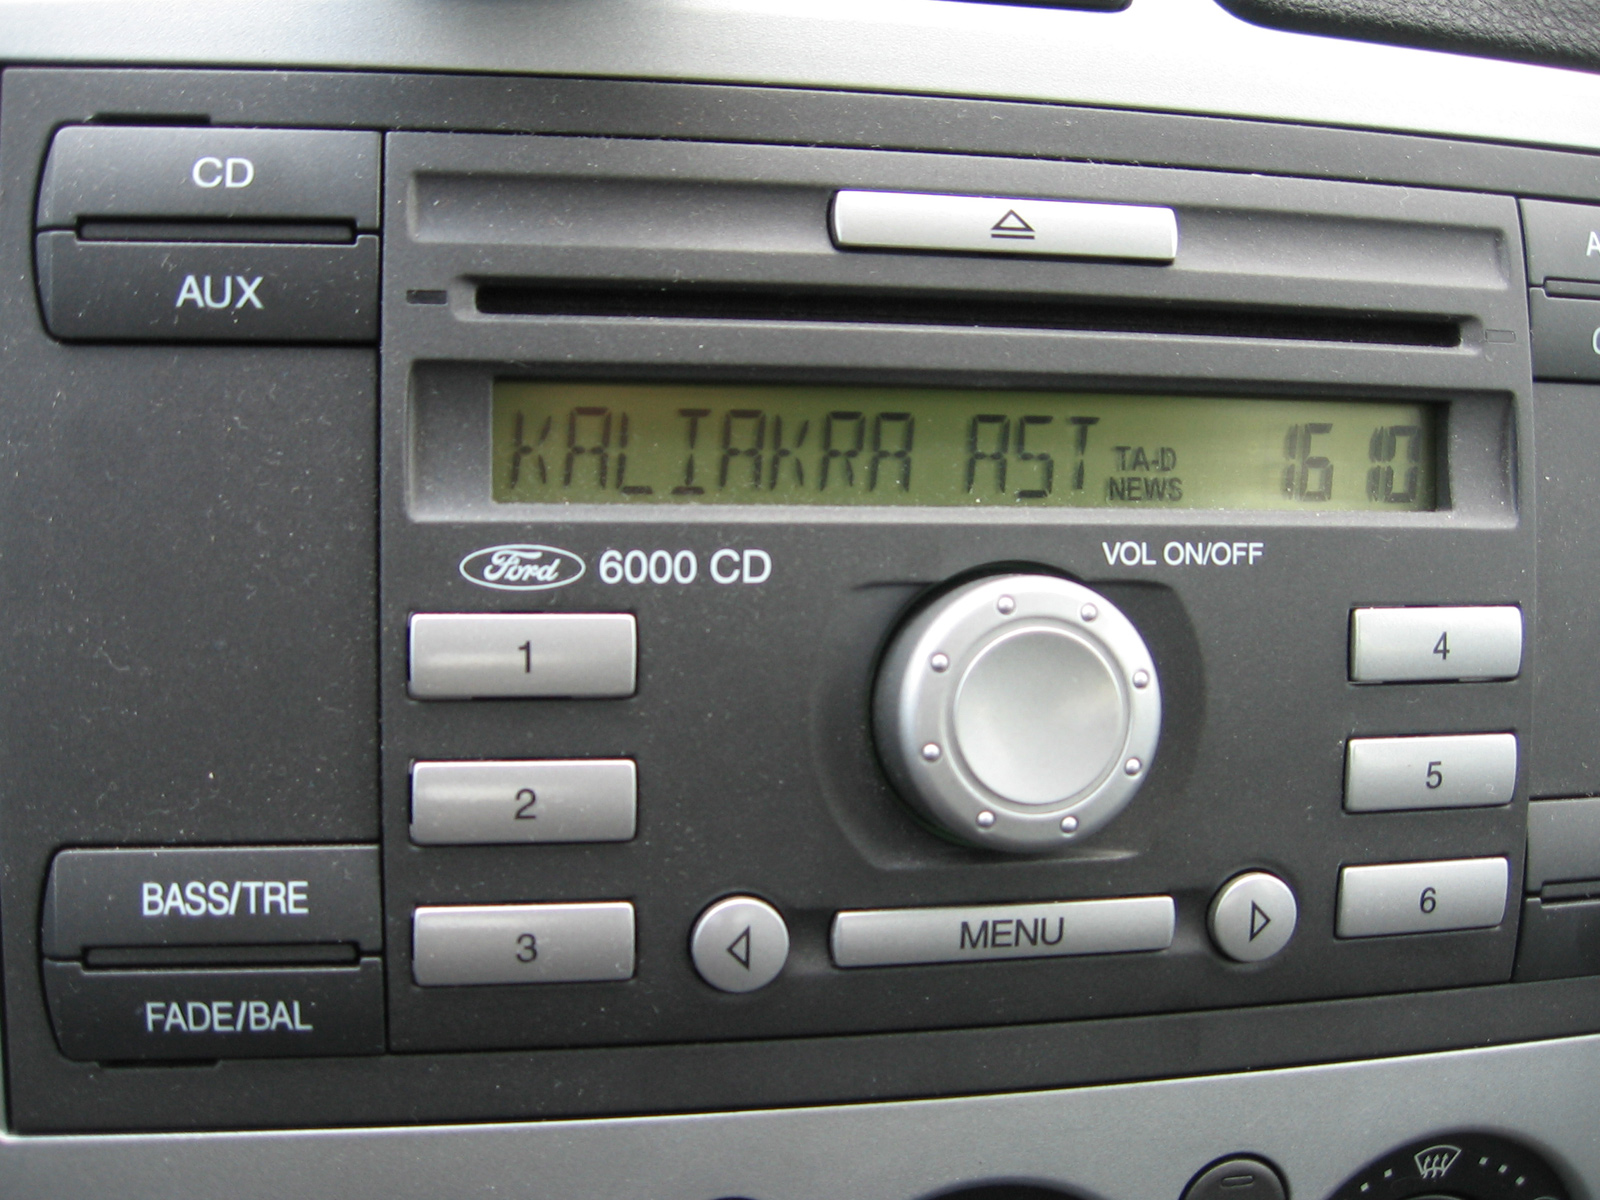 CD
AUX
KALIAKRA AST TA-D NEWS 16 10
Ford 6000 CD
VOL ON/OFF
1
2
3
4
5
6
MENU
BASS/TRE
FADE/BAL